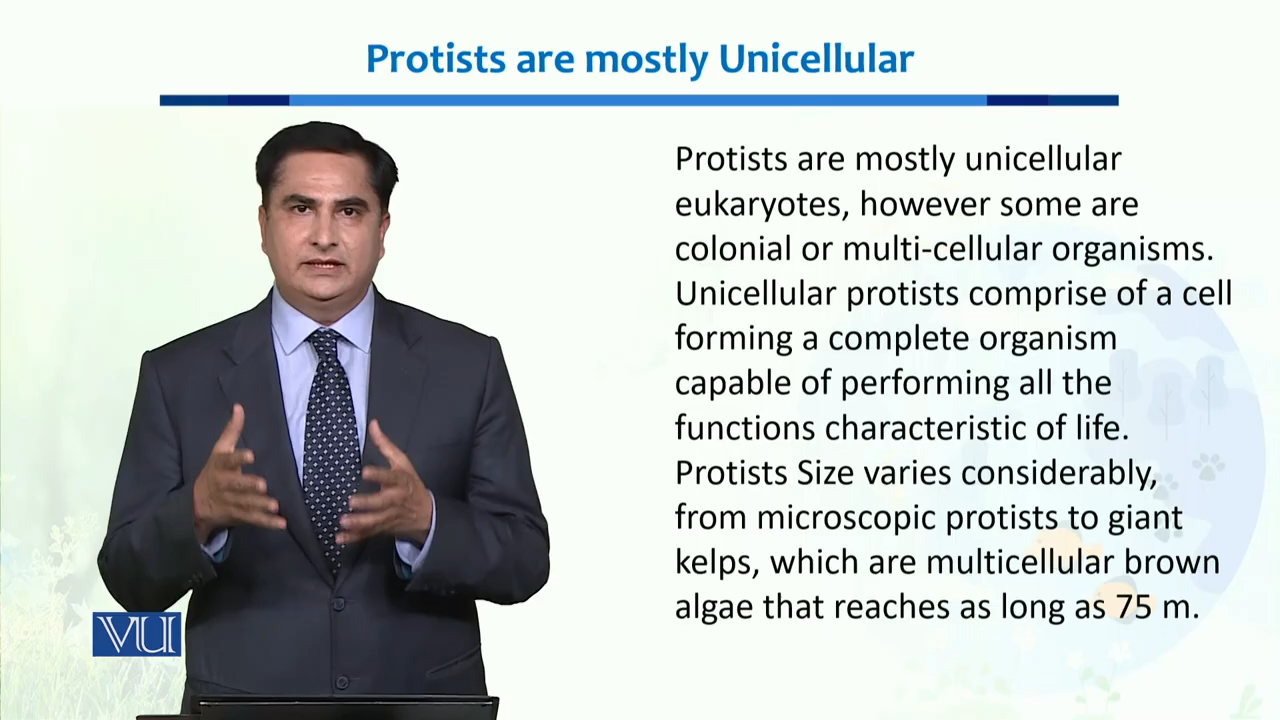 Protists are mostly Unicellular
Protists are mostly unicellular
eukaryotes, however some are
colonial or multi-cellular organisms.
Unicellular protists comprise of a cell
forming a complete organism
capable of performing all the
functions characteristic of life.
Protists Size varies considerably,
from microscopic protists to giant
kelps, which are multicellular brown
algae that reaches as long as 75 m.
VU